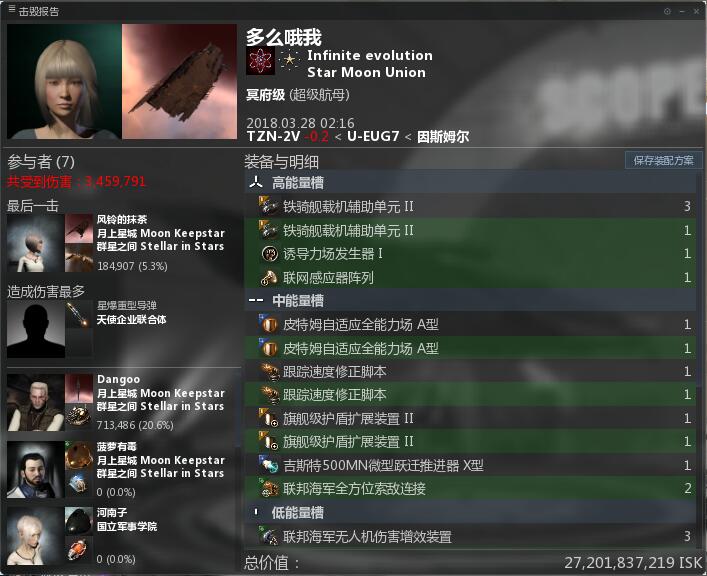 击毁报告
多么哦我
Infinite evolution
Star Moon Union
冥府级 (超级航母)
2018.03.28 02:16
TZN-2V -0.2 < U-EUG7 < 因斯姆尔
参与者 (7)
共受到伤害：3,459,791
最后一击
风铃的抹茶
月上星城 Moon Keepstar
群星之间 Stellar in Stars
184,907 (5.3%)
造成伤害最多
星爆重型导弹
天使企业联合体
Dangoo
月上星城 Moon Keepstar
群星之间 Stellar in Stars
713,486 (20.6%)
菠萝有毒
月上星城 Moon Keepstar
群星之间 Stellar in Stars
0 (0.0%)
河南子
国立军事学院
0 (0.0%)
装备与明细
保存装配方案
高能量槽
铁骑舰载机辅助单元 II 3
铁骑舰载机辅助单元 II 1
诱导力场发生器 I 1
联网感应器阵列 1
中能量槽
皮特姆自适应全能力场 A型 1
皮特姆自适应全能力场 A型 1
跟踪速度修正脚本 1
跟踪速度修正脚本 1
旗舰级护盾扩展装置 II 1
旗舰级护盾扩展装置 II 1
吉斯特500MN微型跃迁推进器 X型 1
联邦海军全方位索敌连接 2
低能量槽
联邦海军无人机伤害增效装置 3
总价值：
27,201,837,219 ISK
SCOPE